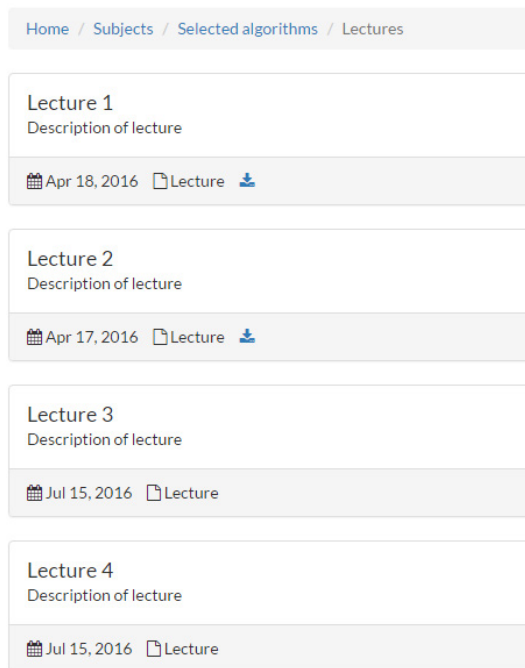 Home / Subjects / Selected algorithms / Lectures
Lecture 1
Description of lecture
Apr 18, 2016 Lecture
Lecture 2
Description of lecture
Apr 17, 2016 Lecture
Lecture 3
Description of lecture
Jul 15, 2016 Lecture
Lecture 4
Description of lecture
Jul 15, 2016 Lecture